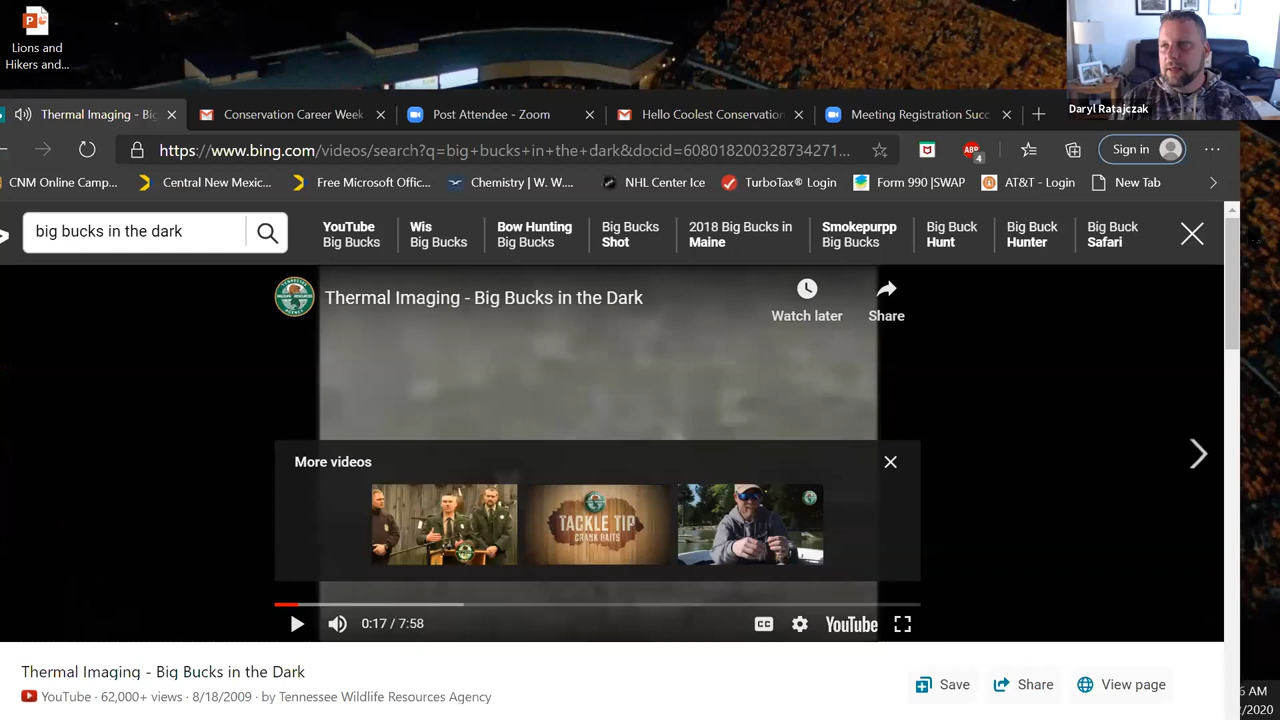 Lions and
Hikers and...
Daryl Ratajczak
Thermal Imaging - Big
Conservation Career Week
Post Attendee - Zoom
Hello Coolest Conservation
Meeting Registration Succ
https://www.bing.com/videos/search?q=big+bucks+in+the+dark&docid=608018200328734271...
ABP
4
Sign in
CNM Online Camp...
Central New Mexic...
Free Microsoft Offic...
Chemistry | W. W....
NHL Center Ice
TurboTax® Login
Form 990 |SWAP
AT&T - Login
New Tab
big bucks in the dark
YouTube
Big Bucks
Wis
Big Bucks
Bow Hunting
Big Bucks
Big Bucks
Shot
2018 Big Bucks in
Maine
Smokepurpp
Big Bucks
Big Buck
Hunt
Big Buck
Hunter
Big Buck
Safari
Thermal Imaging - Big Bucks in the Dark
Watch later
Share
More videos
TACKLE TIP
CRANK BAITS
0:17 / 7:58
CC
YouTube
Thermal Imaging - Big Bucks in the Dark
YouTube · 62,000+ views · 8/18/2009 · by Tennessee Wildlife Resources Agency
Save
Share
View page
6 AM
/2020